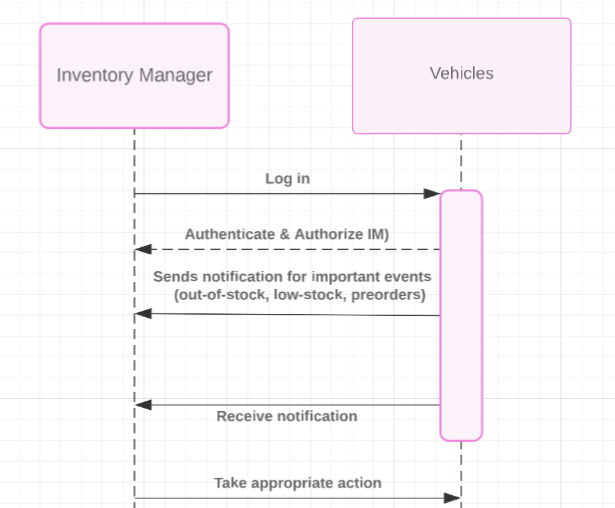 Inventory Manager
Vehicles
Log in
Authenticate & Authorize IM)
Sends notification for important events
(out-of-stock, low-stock, preorders)
Receive notification
Take appropriate action